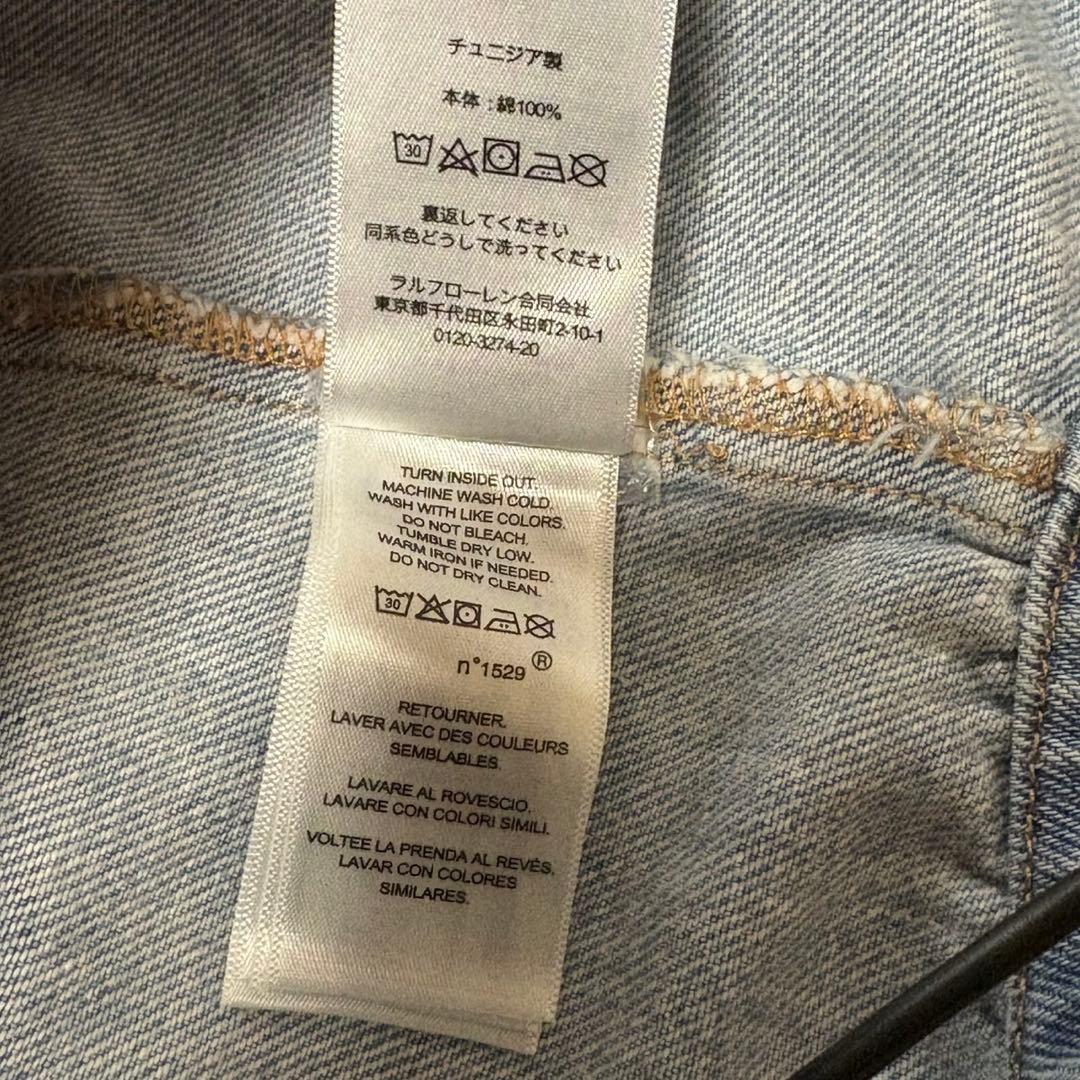 チュニジア製
本体 : 綿100%
30
裏返してください
同系色どうしで洗ってください
ラルフローレン合同会社
東京都千代田区永田町2-10-1
0120-3274-20
TURN INSIDE OUT.
MACHINE WASH COLD.
WASH WITH LIKE COLORS.
DO NOT BLEACH.
TUMBLE DRY LOW.
WARM IRON IF NEEDED.
DO NOT DRY CLEAN.
30
n°1529 ®
RETOURNER.
LAVER AVEC DES COULEURS
SEMBLABLES.
LAVARE AL ROVESCIO.
LAVARE CON COLORI SIMILI.
VOLTEE LA PRENDA AL REVÉS.
LAVAR CON COLORES
SIMILARES.